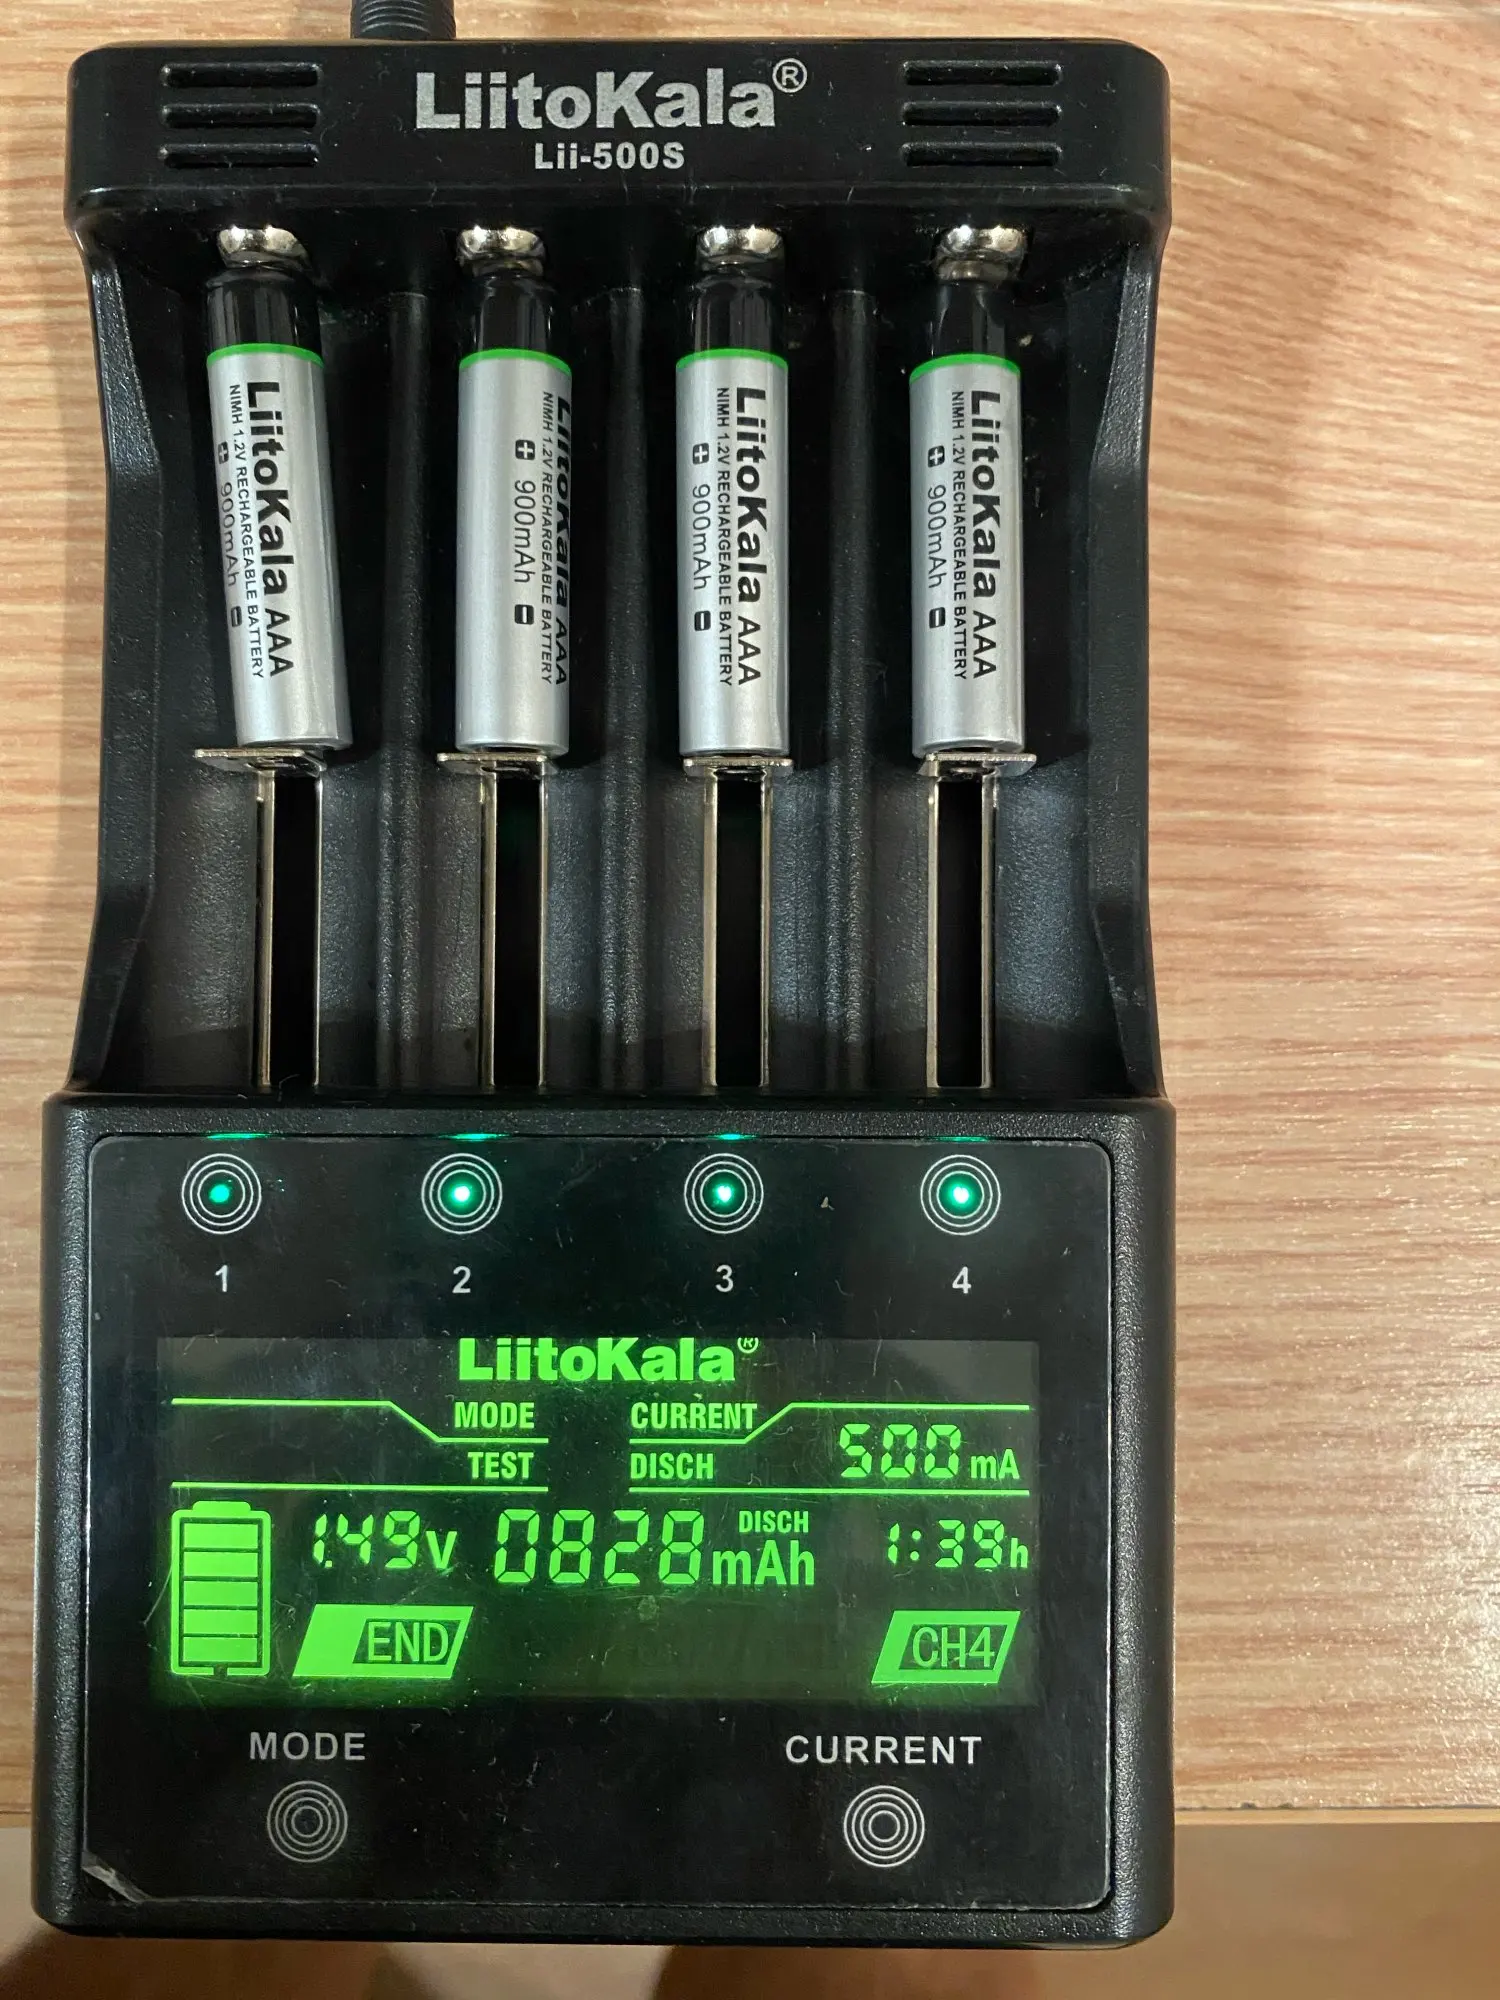 LiitoKala®
Lii-500S
LiitoKala AAA
NIMH 1.2V RECHARGEABLE BATTERY
+ 900mAh -
LiitoKala AAA
NIMH 1.2V RECHARGEABLE BATTERY
+ 900mAh -
LiitoKala AAA
NIMH 1.2V RECHARGEABLE BATTERY
+ 900mAh -
LiitoKala AAA
NIMH 1.2V RECHARGEABLE BATTERY
+ 900mAh -
1 2 3 4
LiitoKala®
MODE CURRENT
TEST DISCH 500 mA
1.49v 0828 mAh DISCH 1:39h
END CH4
MODE CURRENT